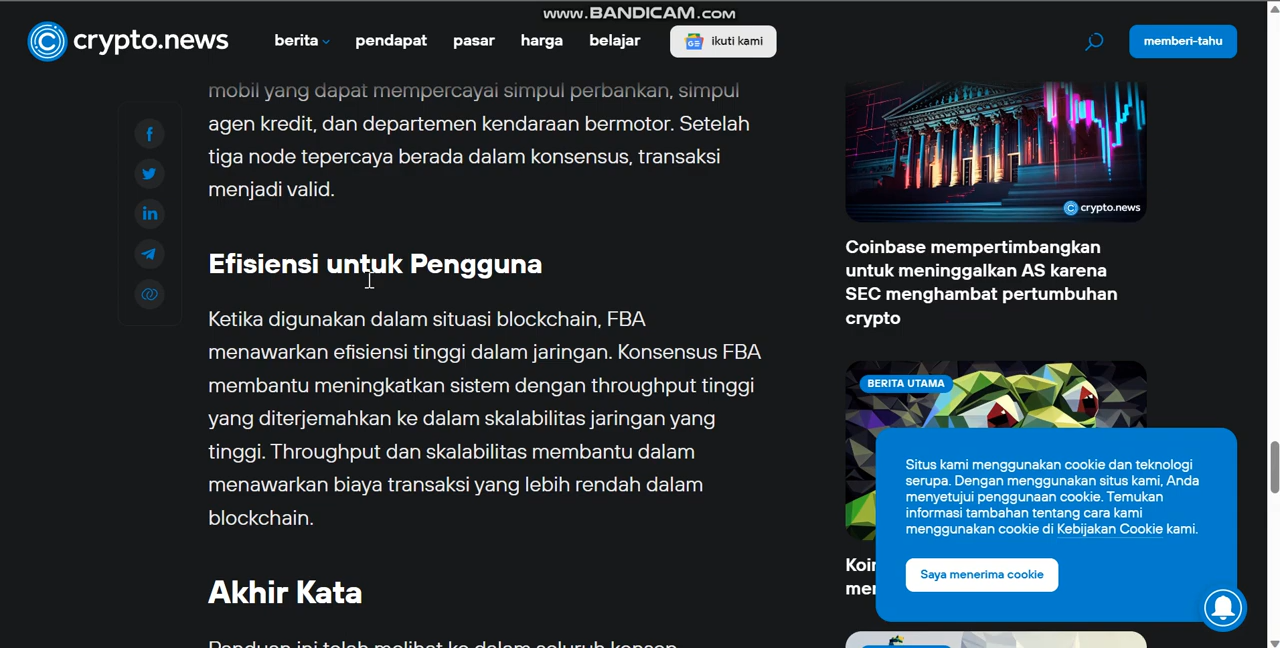 www.BANDICAM.com
crypto.news
berita
pendapat
pasar
harga
belajar
ikuti kami
memberi-tahu
mobil yang dapat mempercayai simpul perbankan, simpul
agen kredit, dan departemen kendaraan bermotor. Setelah
tiga node tepercaya berada dalam konsensus, transaksi
menjadi valid.
Efisiensi untuk Pengguna
Ketika digunakan dalam situasi blockchain, FBA
menawarkan efisiensi tinggi dalam jaringan. Konsensus FBA
membantu meningkatkan sistem dengan throughput tinggi
yang diterjemahkan ke dalam skalabilitas jaringan yang
tinggi. Throughput dan skalabilitas membantu dalam
menawarkan biaya transaksi yang lebih rendah dalam
blockchain.
Akhir Kata
Panduan ini telah melihat ke dalam seluruh konsep
crypto.news
Coinbase mempertimbangkan
untuk meninggalkan AS karena
SEC menghambat pertumbuhan
crypto
BERITA UTAMA
Situs kami menggunakan cookie dan teknologi
serupa. Dengan menggunakan situs kami, Anda
menyetujui penggunaan cookie. Temukan
informasi tambahan tentang cara kami
menggunakan cookie di Kebijakan Cookie kami.
Saya menerima cookie